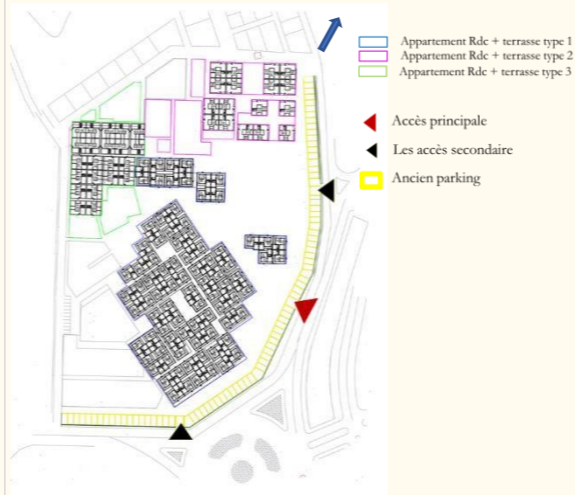 Appartement Rdc + terrasse type 1
Appartement Rdc + terrasse type 2
Appartement Rdc + terrasse type 3
Accès principale
Les accès secondaire
Ancien parking